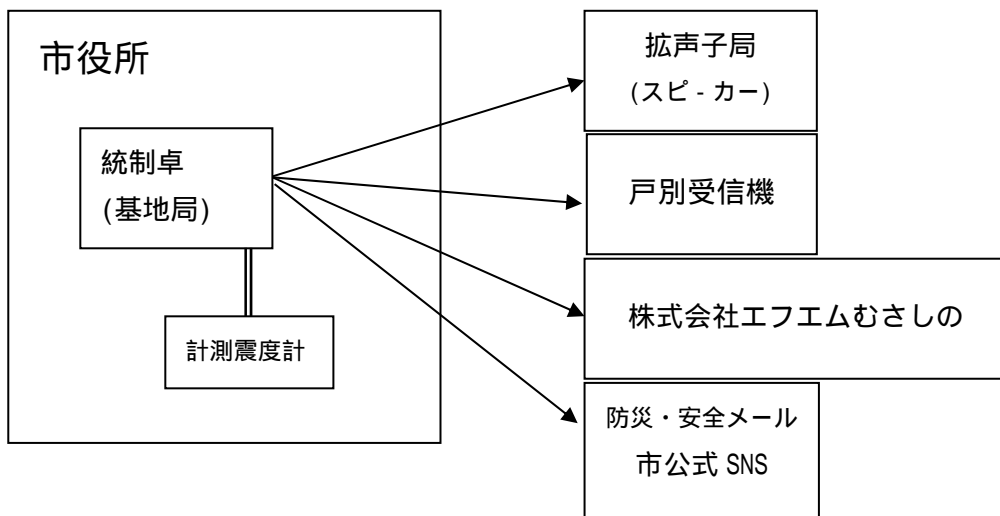 市役所
統制卓
(基地局)
計測震度計
拡声子局
(スピ-カー)
戸別受信機
株式会社エフエムむさしの
防災・安全メール
市公式 SNS